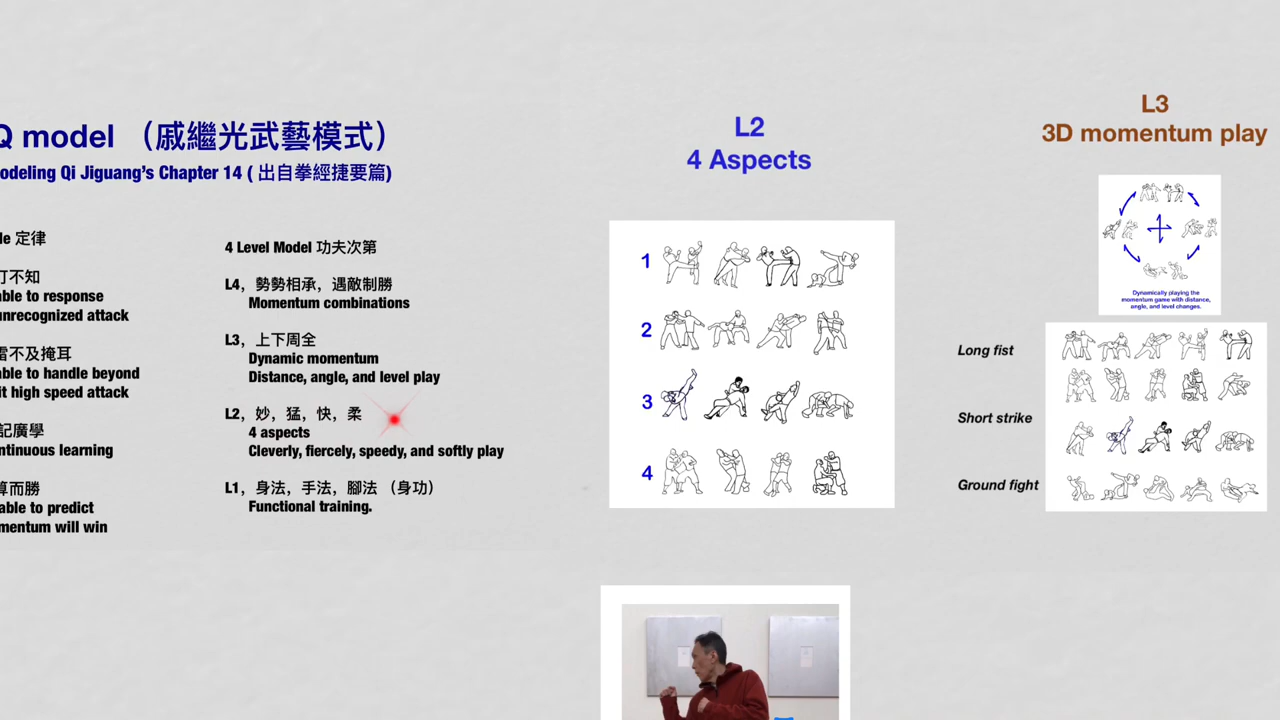 Q model （戚繼光武藝模式）
odeling Qi Jiguang’s Chapter 14 ( 出自拳經捷要篇)
le 定律
丁不知
able to response
unrecognized attack
雷不及掩耳
able to handle beyond
it high speed attack
記廣學
ntinuous learning
算而勝
able to predict
mentum will win
4 Level Model 功夫次第
L4，勢勢相承，遇敵制勝
Momentum combinations
L3，上下周全
Dynamic momentum
Distance, angle, and level play
L2，妙，猛，快，柔
4 aspects
Cleverly, fiercely, speedy, and softly play
L1，身法，手法，腳法 （身功）
Functional training.
L2
4 Aspects
1
2
3
4
L3
3D momentum play
Dynamically playing the
momentum game with distance,
angle, and level changes.
Long fist
Short strike
Ground fight